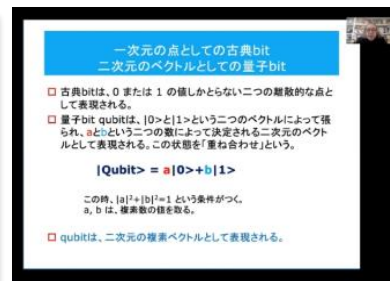 一次元の点としての古典bit
二次元のベクトルとしての量子bit
□ 古典bitは、0 または 1 の値しかとらない二つの離散的な点と
して表現される。
□ 量子bit qubitは、|0>と|1>という二つのベクトルによって張
られ、aとbという二つの数によって決定される二次元のベクト
ルとして表現される。この状態を「重ね合わせ」という。
|Qubit> = a|0>+b|1>
この時、|a|²+|b|²=1 という条件がつく。
a, b は、複素数の値を取る。
□ qubitは、二次元の複素ベクトルとして表現される。